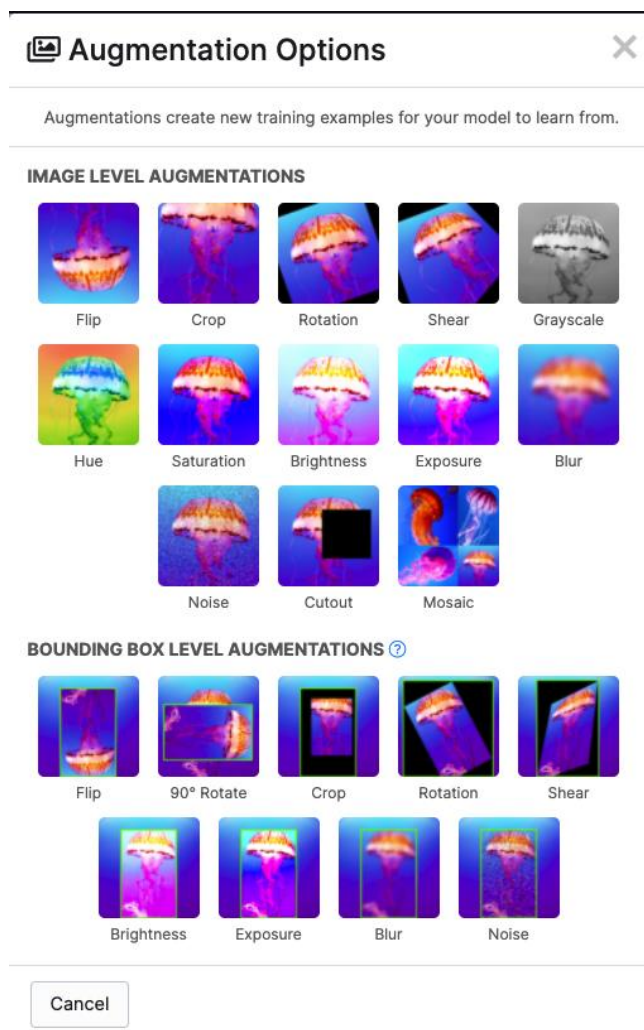 Augmentation Options
Augmentations create new training examples for your model to learn from.
IMAGE LEVEL AUGMENTATIONS
Flip Crop Rotation Shear Grayscale
Hue Saturation Brightness Exposure Blur
Noise Cutout Mosaic
BOUNDING BOX LEVEL AUGMENTATIONS ?
Flip 90° Rotate Crop Rotation Shear
Brightness Exposure Blur Noise
Cancel